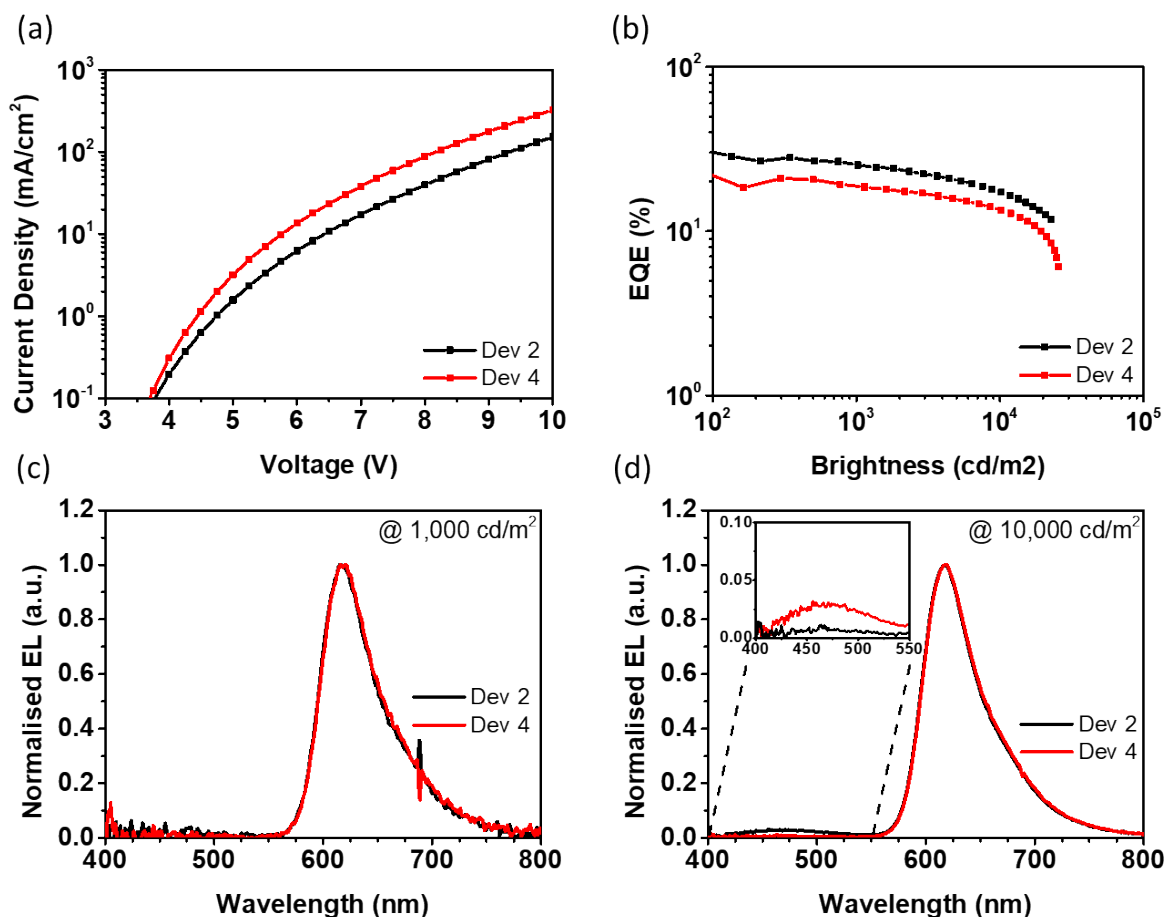 (a)
10³
10²
10¹
10⁰
10⁻¹
Current Density (mA/cm²)
3 4 5 6 7 8 9 10
Voltage (V)
Dev 2
Dev 4
(b)
10²
10¹
10⁰
EQE (%)
10² 10³ 10⁴ 10⁵
Brightness (cd/m2)
Dev 2
Dev 4
(c)
1.2
1.0
0.8
0.6
0.4
0.2
0.0
Normalised EL (a.u.)
@ 1,000 cd/m²
Dev 2
Dev 4
400 500 600 700 800
Wavelength (nm)
(d)
1.2
1.0
0.8
0.6
0.4
0.2
0.0
Normalised EL (a.u.)
@ 10,000 cd/m²
0.10
0.05
0.00
400 450 500 550
Dev 2
Dev 4
400 500 600 700 800
Wavelength (nm)